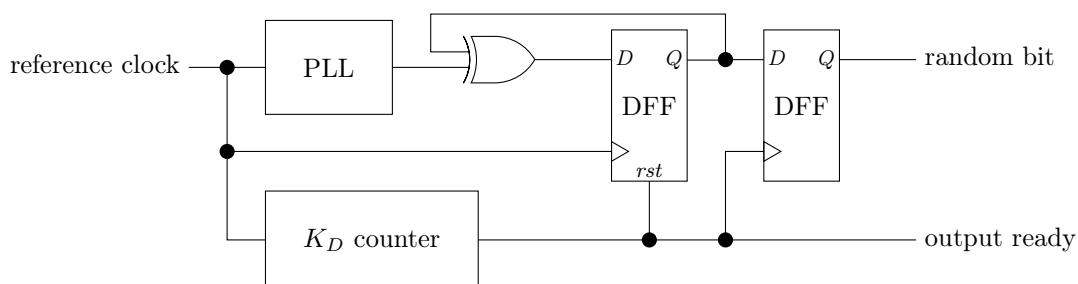 reference clock
PLL
D
Q
DFF
rst
D
Q
DFF
random bit
K_D counter
output ready